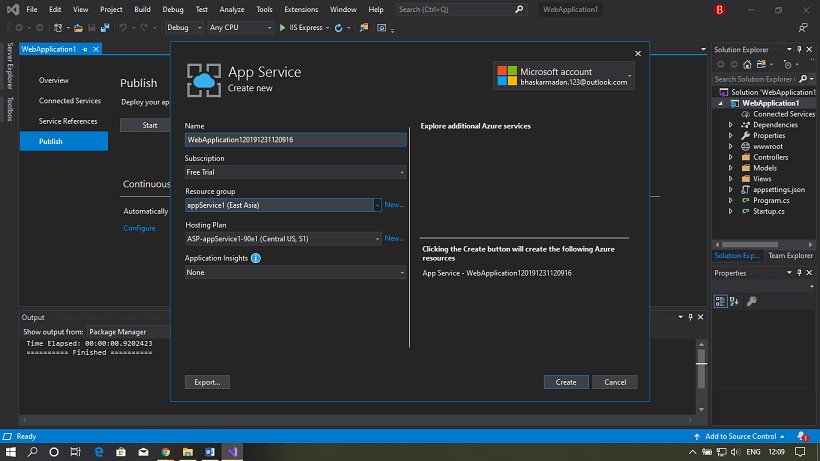 File Edit View Project Build Debug Test Analyze Tools Extensions Window Help Search (Ctrl+Q) WebApplication1 B
Debug Any CPU IIS Express
Server Explorer
Toolbox
WebApplication1
Overview
Connected Services
Service References
Publish
Publish
Deploy your app
Start
Continuous
Automatically
Configure
App Service
Create new
Microsoft account
bhaskarmadan.123@outlook.com
Name
WebApplication120191231120916
Subscription
Free Trial
Resource group
appService1 (East Asia)
New...
Hosting Plan
ASP-appService1-90e1 (Central US, S1)
New...
Application Insights
None
Explore additional Azure services
Clicking the Create button will create the following Azure
resources
App Service - WebApplication120191231120916
Export...
Create
Cancel
Solution Explorer
Search Solution Explorer
Solution 'WebApplication1
WebApplication1
Connected Services
Dependencies
Properties
wwwroot
Controllers
Models
Views
appsettings.json
Program.cs
Startup.cs
Solution Exp... Team Explorer
Properties
Output
Show output from: Package Manager
Time Elapsed: 00:00:00.9202423
========== Finished ==========
Ready
Add to Source Control
ENG 12:09